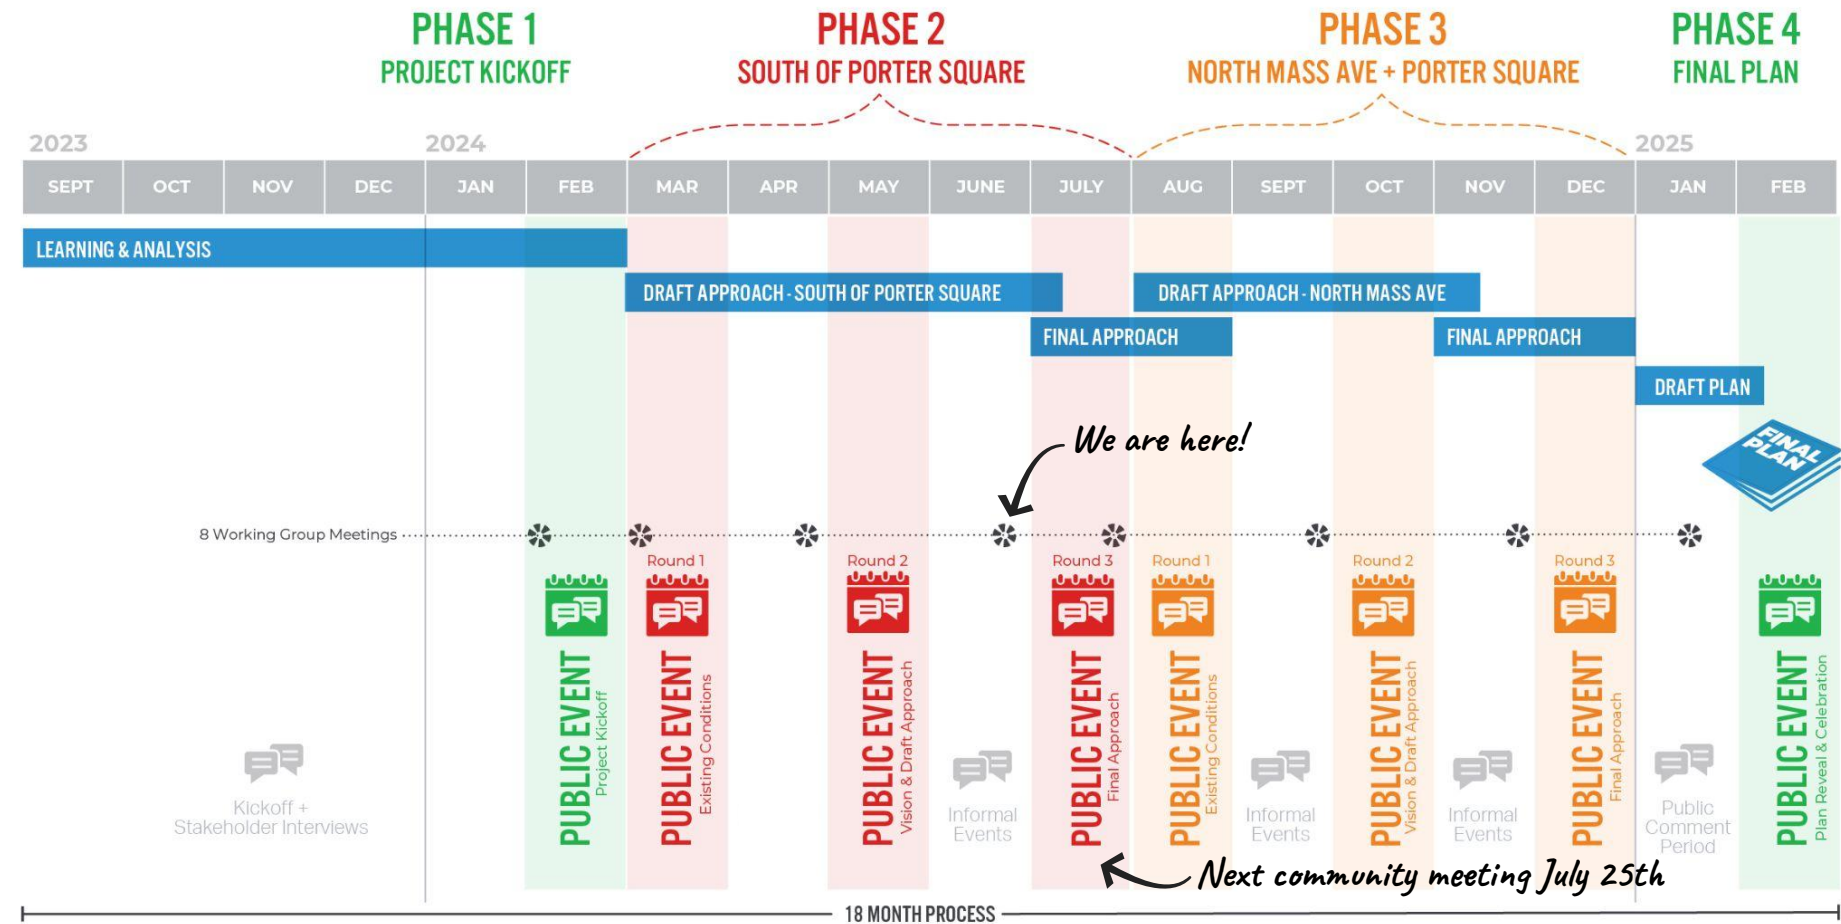 PHASE 1
PROJECT KICKOFF
PHASE 2
SOUTH OF PORTER SQUARE
PHASE 3
NORTH MASS AVE + PORTER SQUARE
PHASE 4
FINAL PLAN
2023
2024
2025
SEPT
OCT
NOV
DEC
JAN
FEB
MAR
APR
MAY
JUNE
JULY
AUG
SEPT
OCT
NOV
DEC
JAN
FEB
LEARNING & ANALYSIS
DRAFT APPROACH - SOUTH OF PORTER SQUARE
DRAFT APPROACH - NORTH MASS AVE
FINAL APPROACH
FINAL APPROACH
DRAFT PLAN
FINAL
PLAN
We are here!
8 Working Group Meetings
Round 1
Round 2
Round 3
Round 1
Round 2
Round 3
PUBLIC EVENT
Project Kickoff
PUBLIC EVENT
Existing Conditions
PUBLIC EVENT
Vision & Draft Approach
PUBLIC EVENT
Final Approach
PUBLIC EVENT
Existing Conditions
PUBLIC EVENT
Vision & Draft Approach
PUBLIC EVENT
Final Approach
PUBLIC EVENT
Plan Reveal & Celebration
Kickoff +
Stakeholder Interviews
Informal
Events
Informal
Events
Informal
Events
Public
Comment
Period
Next community meeting July 25th
18 MONTH PROCESS